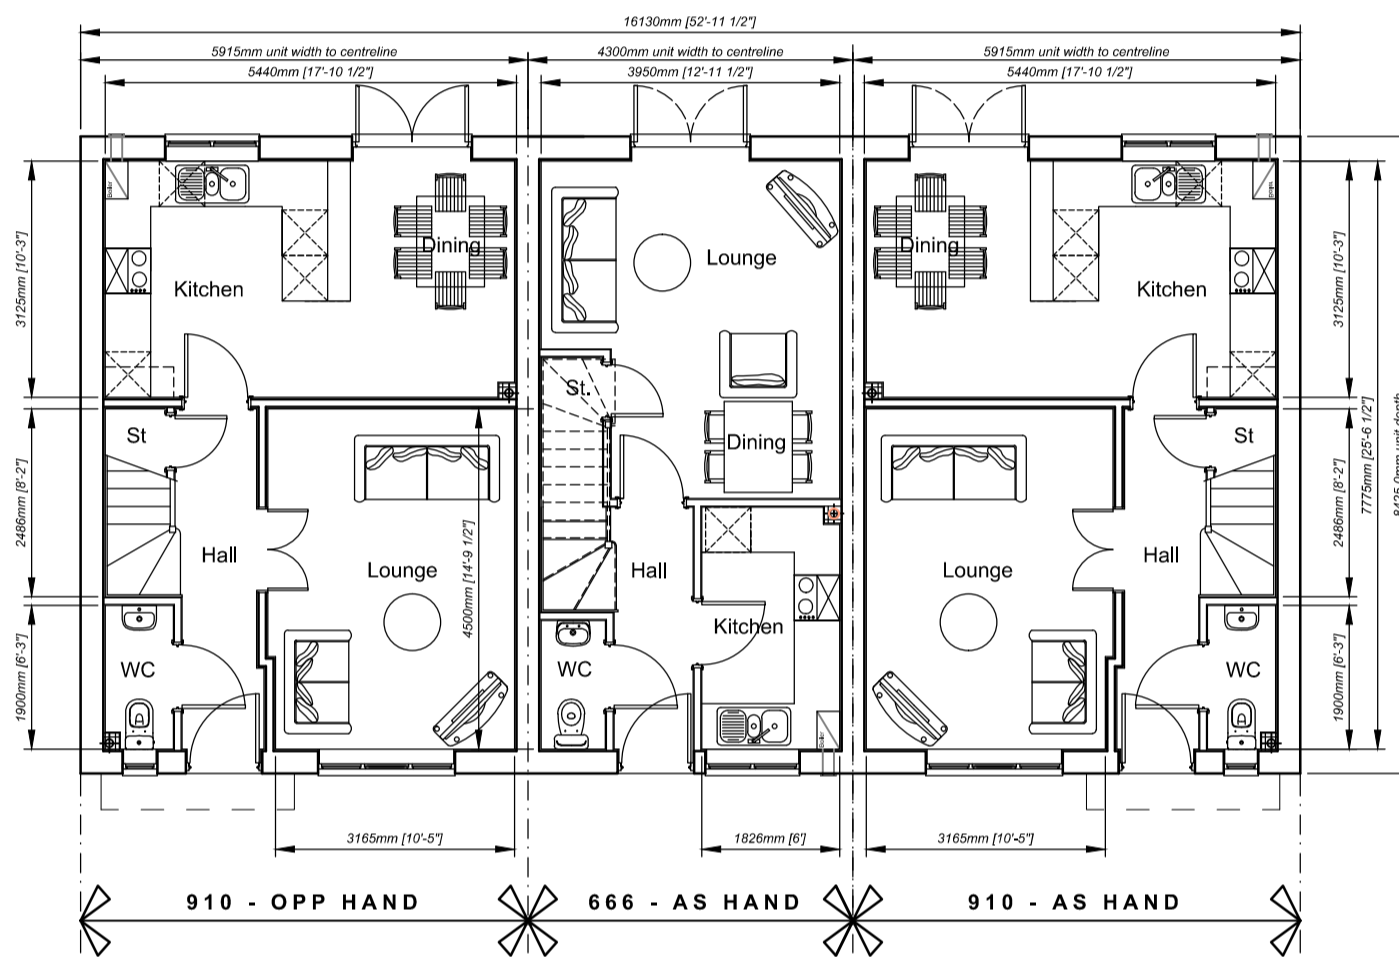 16130mm [52'-11 1/2"]
5915mm unit width to centreline
4300mm unit width to centreline
5915mm unit width to centreline
5440mm [17'-10 1/2"]
3950mm [12'-11 1/2"]
5440mm [17'-10 1/2"]
Boiler
Dining
Lounge
Dining
Kitchen
Kitchen
3125mm [10'-3"]
3125mm [10'-3"]
St.
St
Dining
St
2486mm [8'-2"]
4500mm [14'-9 1/2"]
2486mm [8'-2"]
7775mm [25'-6 1/2"]
Hall
Lounge
Hall
Lounge
Hall
Kitchen
WC
WC
WC
1900mm [6'-3"]
1900mm [6'-3"]
Boiler
3165mm [10'-5"]
1826mm [6']
3165mm [10'-5"]
910 - OPP HAND
666 - AS HAND
910 - AS HAND